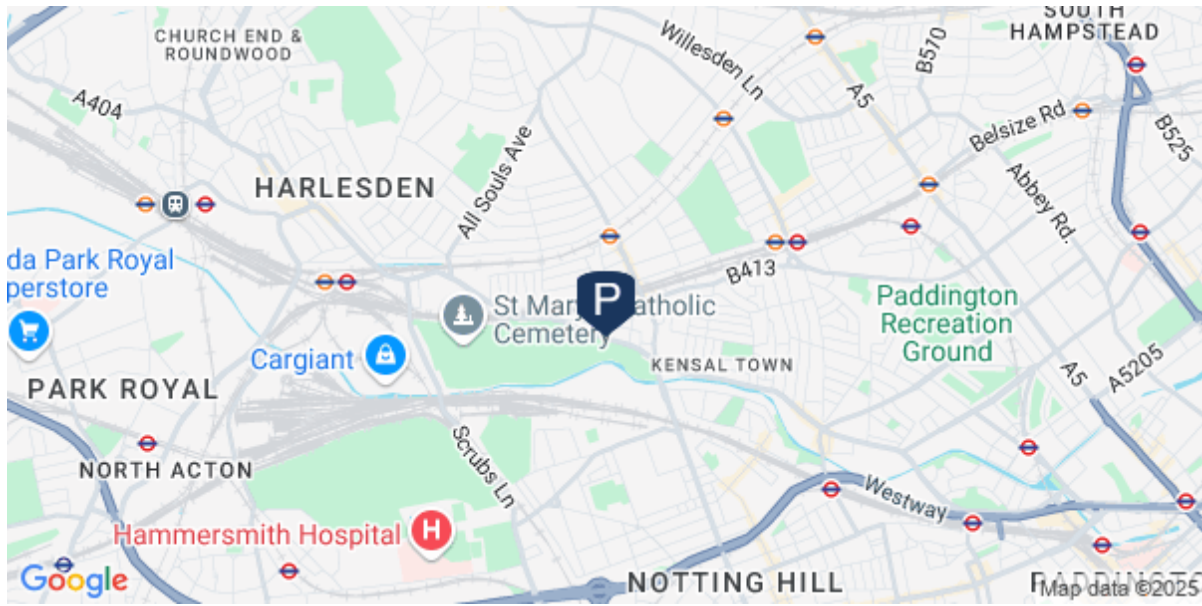 CHURCH END &
ROUNDWOOD
A404
HARLESDEN
All Souls Ave
Willesden Ln
A5
B510
SOUTH
HAMPSTEAD
Belsize Rd
B525
Abbey Rd.
da Park Royal
perstore
St Mary Catholic
Cemetery
P
B413
Cargiant
PARK ROYAL
KENSAL TOWN
Paddington
Recreation
Ground
A5
A5205
NORTH ACTON
Scrubs Ln
Westway
Hammersmith Hospital
H
Google
NOTTING HILL
Map data ©2025